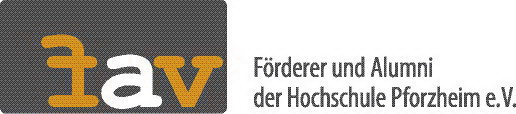 fav
Förderer und Alumni
der Hochschule Pforzheim e.V.